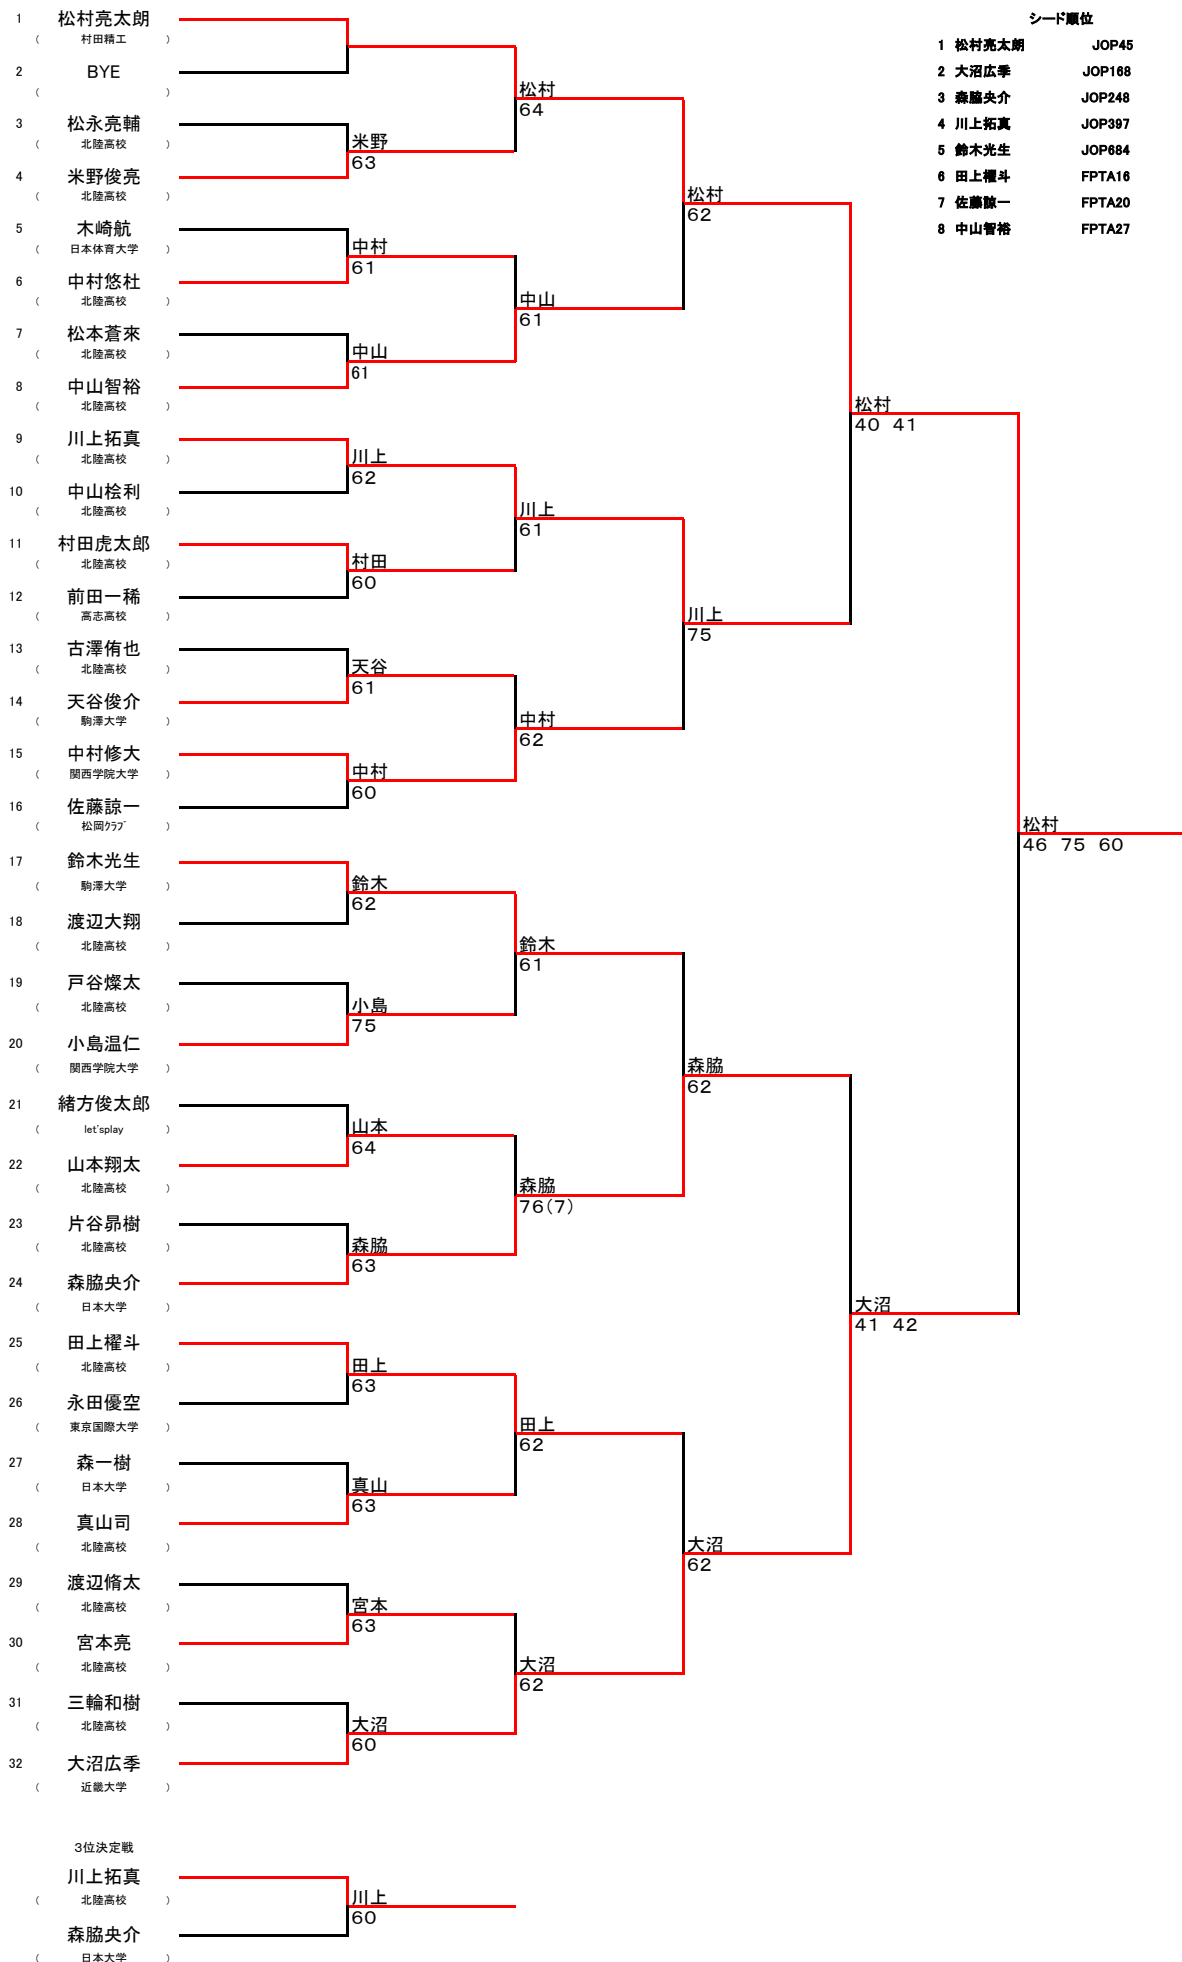 1 松村亮太朗
( 村田精工 )
2 BYE
( )
3 松永亮輔
( 北陸高校 )
4 米野俊亮
( 北陸高校 )
5 木崎航
( 日本体育大学 )
6 中村悠杜
( 北陸高校 )
7 松本蒼來
( 北陸高校 )
8 中山智裕
( 北陸高校 )
9 川上拓真
( 北陸高校 )
10 中山桧利
( 北陸高校 )
11 村田虎太郎
( 北陸高校 )
12 前田一稀
( 高志高校 )
13 古澤侑也
( 北陸高校 )
14 天谷俊介
( 駒澤大学 )
15 中村修大
( 関西学院大学 )
16 佐藤諒一
( 松岡クラブ )
17 鈴木光生
( 駒澤大学 )
18 渡辺大翔
( 北陸高校 )
19 戸谷燦太
( 北陸高校 )
20 小島温仁
( 関西学院大学 )
21 緒方俊太郎
( let'splay )
22 山本翔太
( 北陸高校 )
23 片谷昴樹
( 北陸高校 )
24 森脇央介
( 日本大学 )
25 田上櫂斗
( 北陸高校 )
26 永田優空
( 東京国際大学 )
27 森一樹
( 日本大学 )
28 真山司
( 北陸高校 )
29 渡辺脩太
( 北陸高校 )
30 宮本亮
( 北陸高校 )
31 三輪和樹
( 北陸高校 )
32 大沼広季
( 近畿大学 )
米野
63
中村
61
中山
61
川上
62
村田
60
天谷
61
中村
60
鈴木
62
小島
75
山本
64
森脇
63
田上
63
真山
63
宮本
63
大沼
60
松村
64
中山
61
川上
61
中村
62
鈴木
61
森脇
76(7)
田上
62
大沼
62
松村
62
川上
75
森脇
62
大沼
62
松村
40 41
大沼
41 42
松村
46 75 60
シード順位
1 松村亮太朗 JOP45
2 大沼広季 JOP168
3 森脇央介 JOP248
4 川上拓真 JOP397
5 鈴木光生 JOP684
6 田上櫂斗 FPTA16
7 佐藤諒一 FPTA20
8 中山智裕 FPTA27
3位決定戦
川上拓真
( 北陸高校 )
森脇央介
( 日本大学 )
川上
60